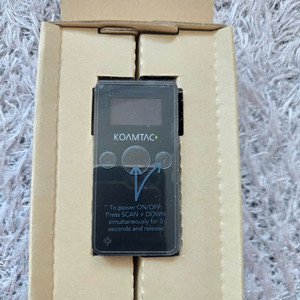 KOAMTAC
To power ON/OFF,
Press SCAN + DOWN
simultaneously for 3
seconds and release.